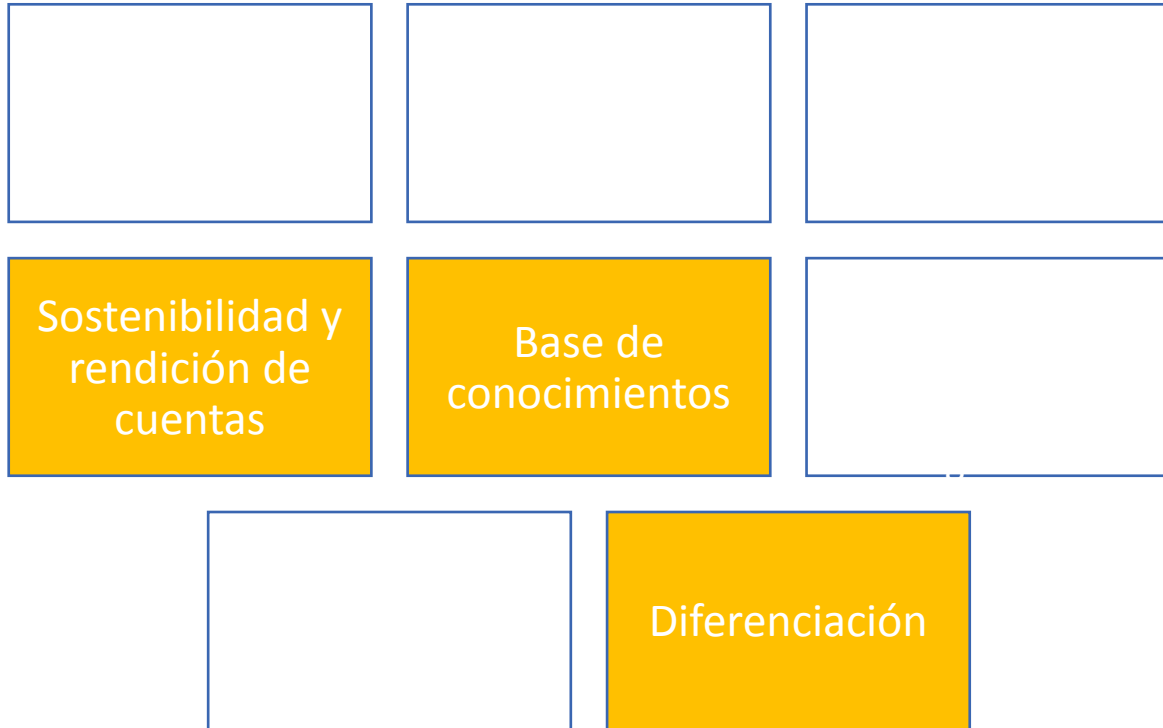 Sostenibilidad y
rendición de
cuentas
Base de
conocimientos
Diferenciación